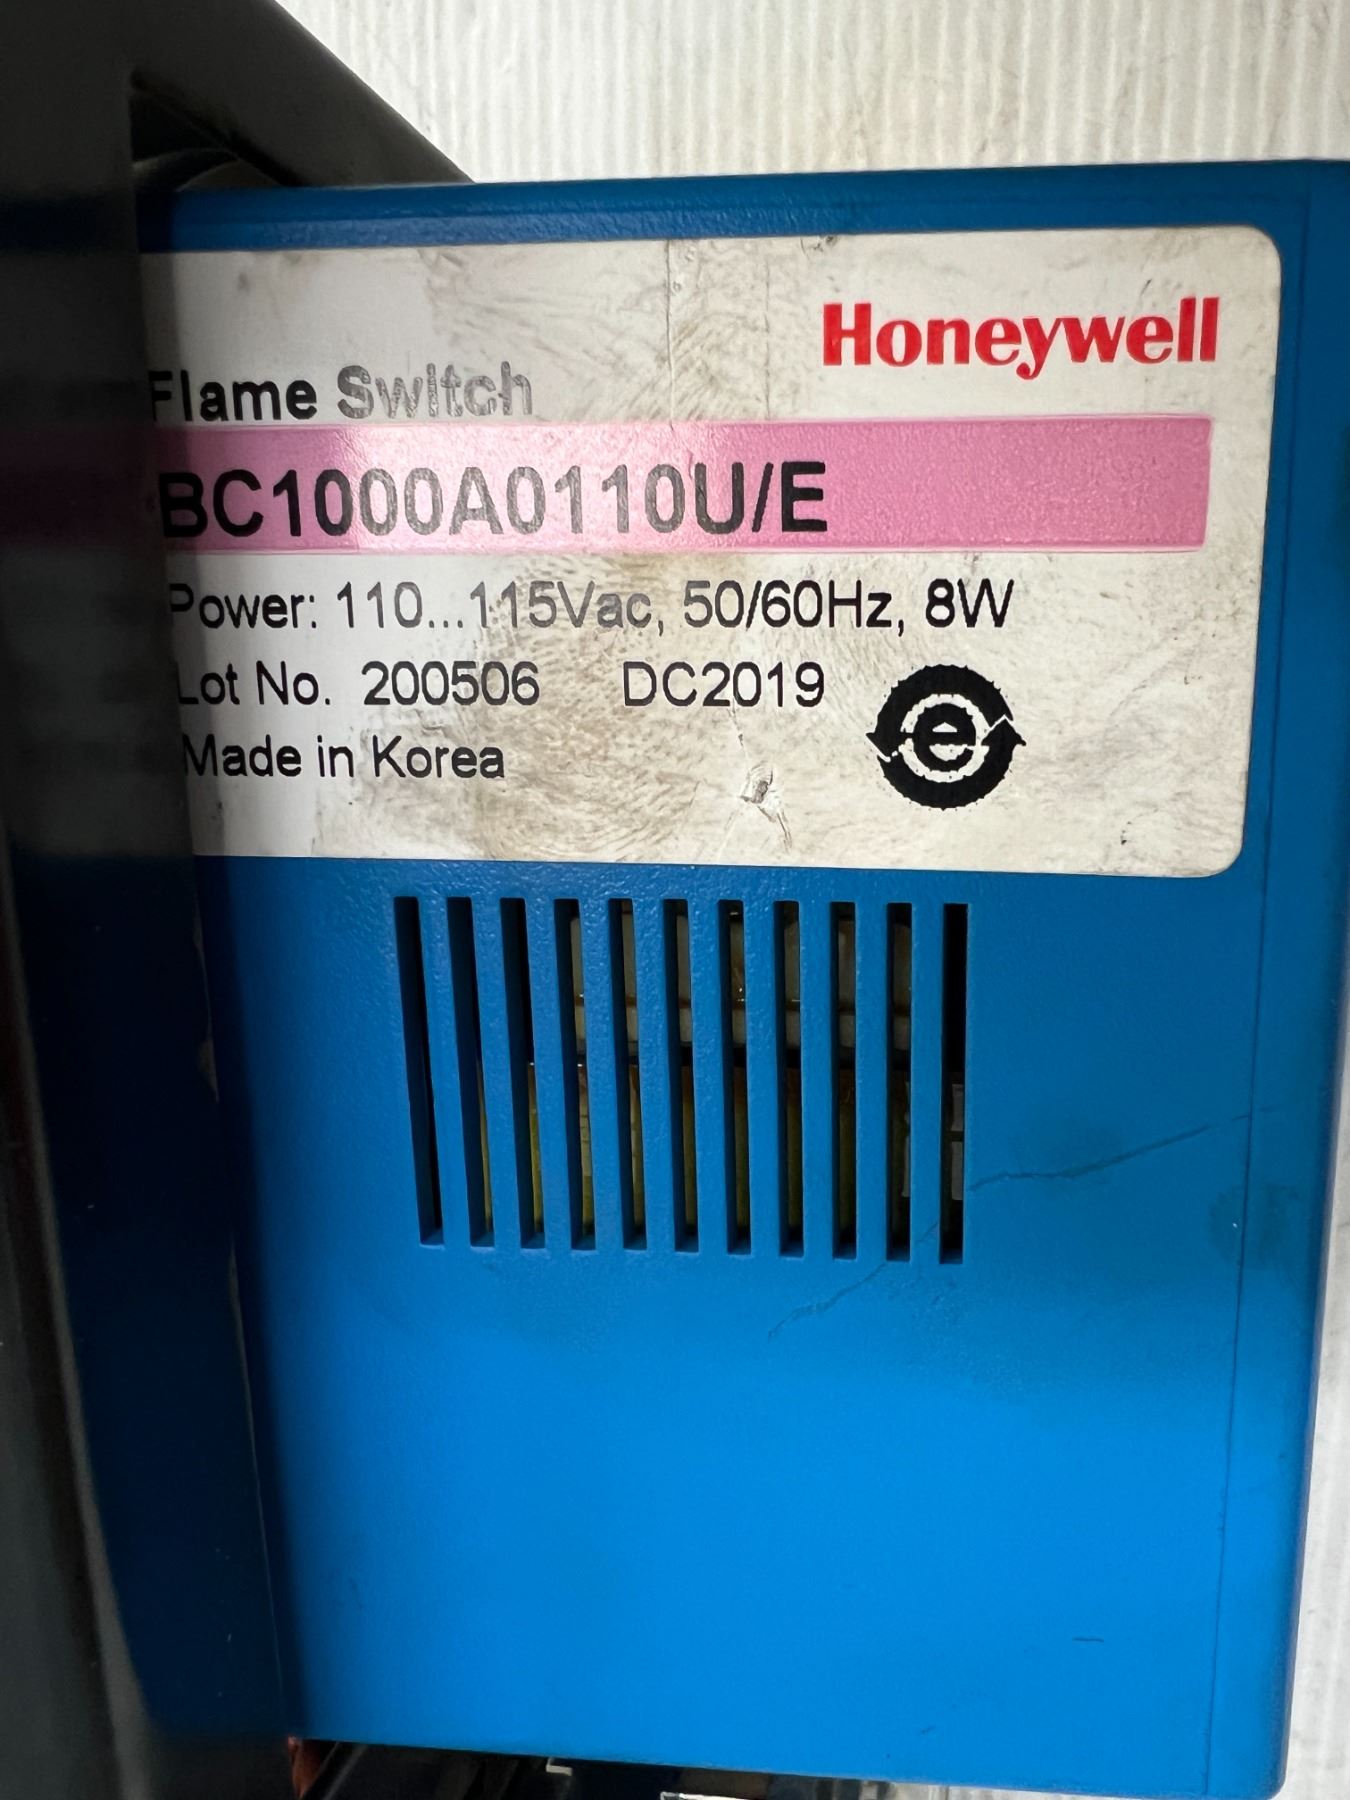 Honeywell
Flame Switch
BC1000A0110U/E
Power: 110...115Vac, 50/60Hz, 8W
Lot No. 200506 DC2019
Made in Korea
e